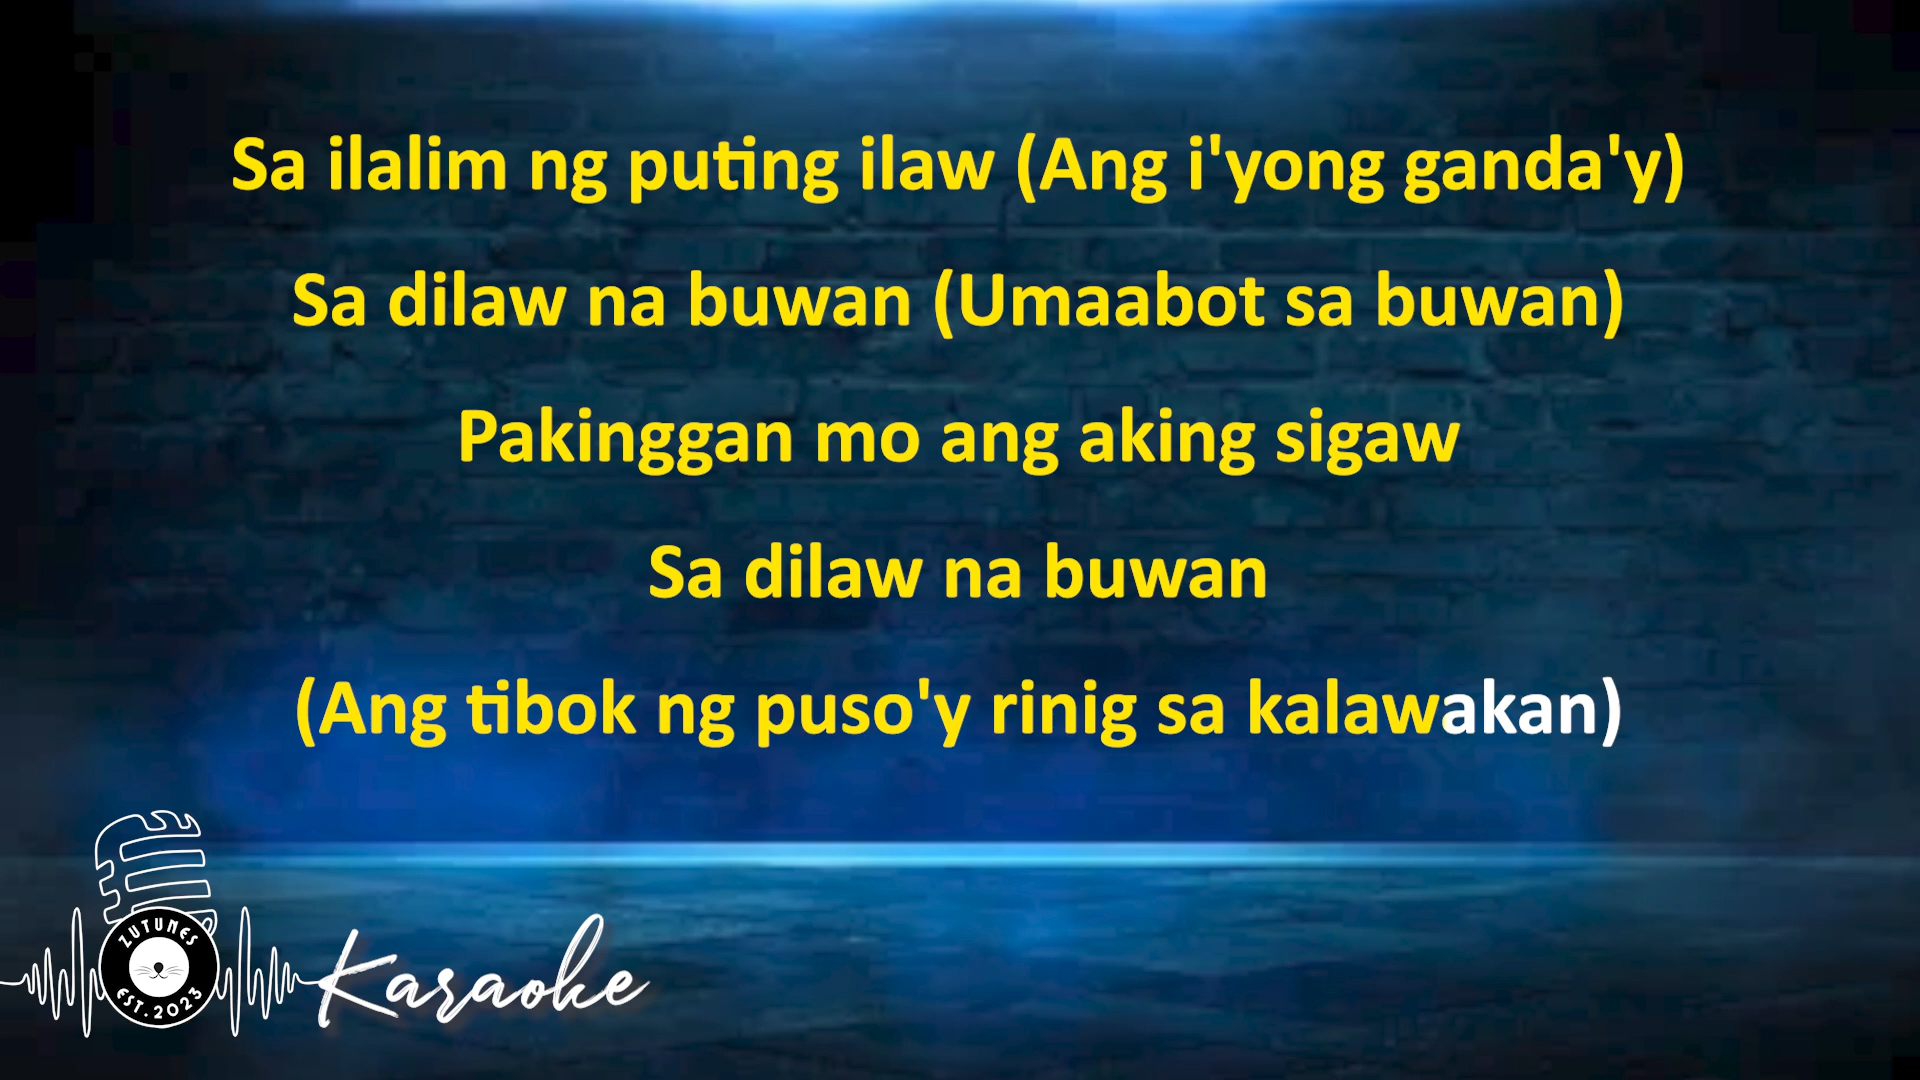 Sa ilalim ng puting ilaw (Ang i'yong ganda'y)
Sa dilaw na buwan (Umaabot sa buwan)
Pakinggan mo ang aking sigaw
Sa dilaw na buwan
(Ang tibok ng puso'y rinig sa kalawakan)
ZUTUNES
EST.2023
Karaoke